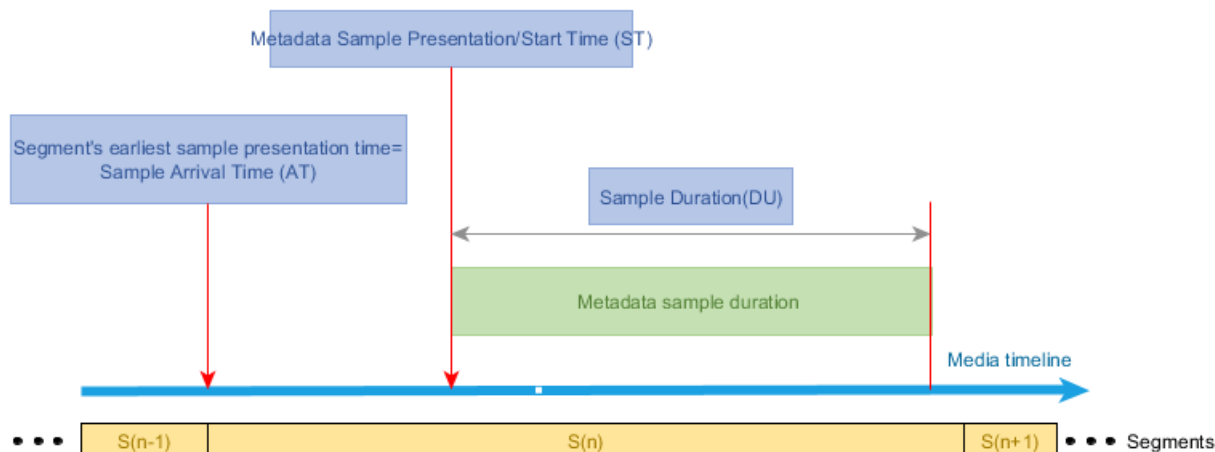 Metadata Sample Presentation/Start Time (ST)
Segment's earliest sample presentation time=
Sample Arrival Time (AT)
Sample Duration(DU)
Metadada sample duration
Media timeline
S(n-1)
S(n)
S(n+1)
Segments